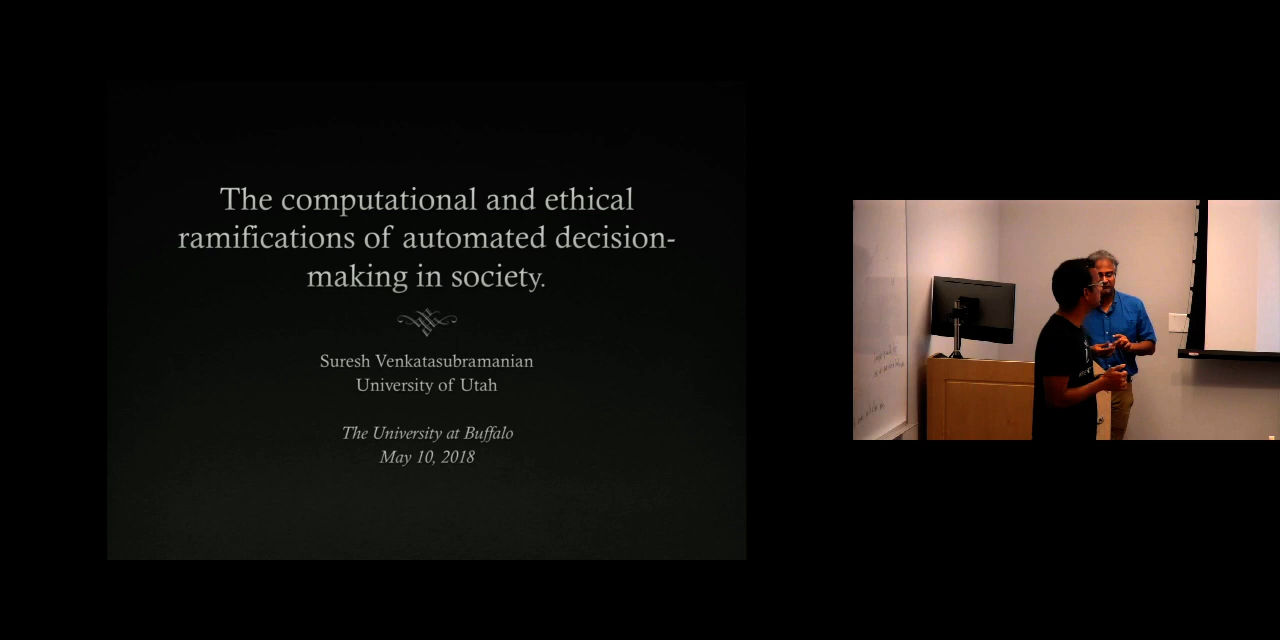 The computational and ethical
ramifications of automated decision-
making in society.
Suresh Venkatasubramanian
University of Utah
The University at Buffalo
May 10, 2018